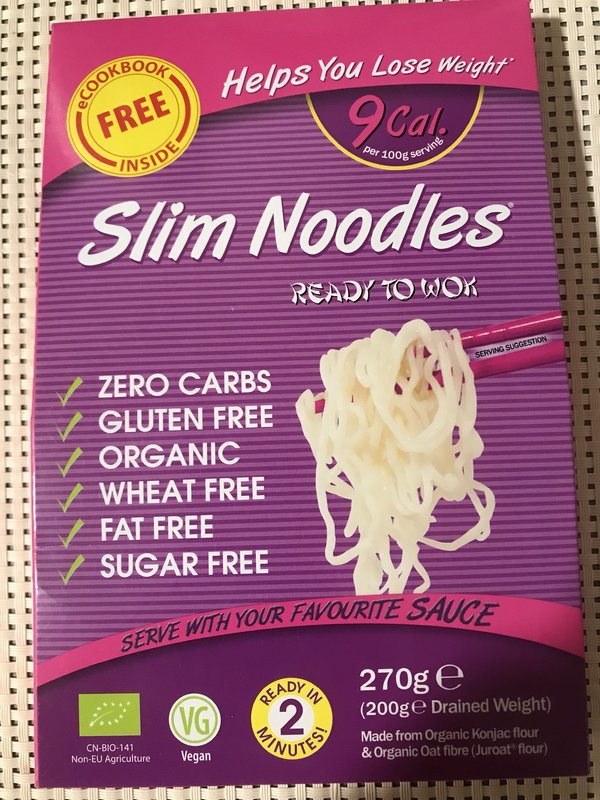 eCOOKBOOK
FREE
INSIDE
Helps You Lose Weight*
9 Cal.
per 100g serving
Slim Noodles®
READY TO WOK
SERVING SUGGESTION
ZERO CARBS
GLUTEN FREE
ORGANIC
WHEAT FREE
FAT FREE
SUGAR FREE
SERVE WITH YOUR FAVOURITE SAUCE
CN-BIO-141
Non-EU Agriculture
VG
Vegan
READY IN
2
MINUTES!
270g ℮
(200g℮ Drained Weight)
Made from Organic Konjac flour
& Organic Oat fibre (Juroat® flour)